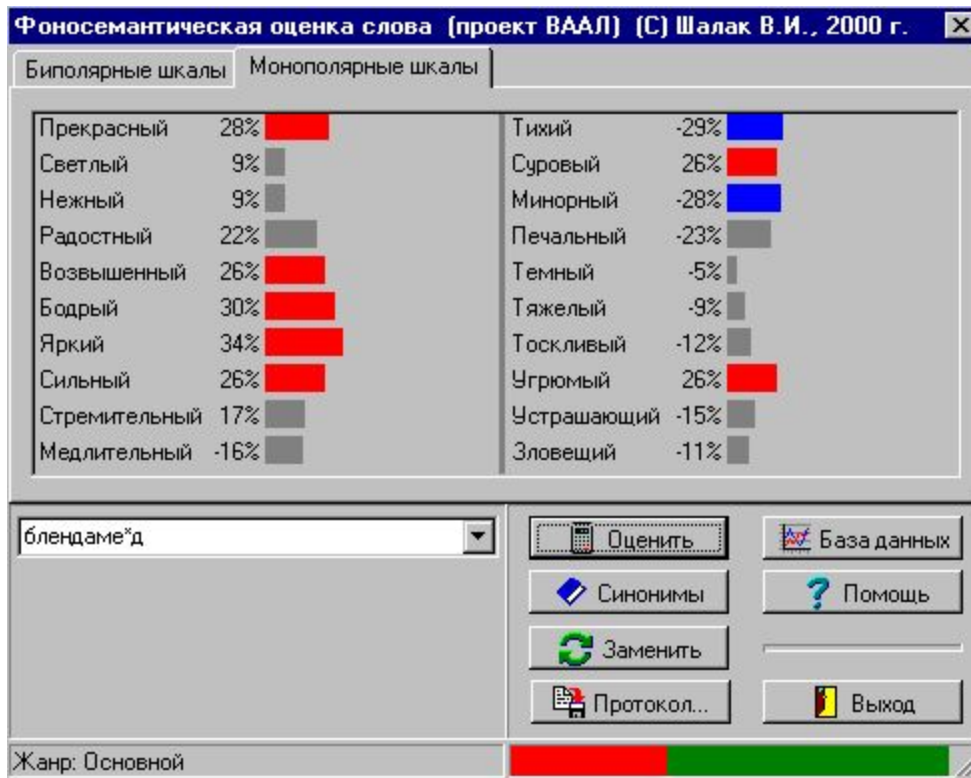 Фоносемантическая оценка слова (проект ВААЛ) (C) Шалак В.И., 2000 г.
Биполярные шкалы
Монополярные шкалы
Прекрасный 28%
Светлый 9%
Нежный 9%
Радостный 22%
Возвышенный 26%
Бодрый 30%
Яркий 34%
Сильный 26%
Стремительный 17%
Медлительный -16%
Тихий -29%
Суровый 26%
Минорный -28%
Печальный -23%
Темный -5%
Тяжелый -9%
Тоскливый -12%
Угрюмый 26%
Устрашающий -15%
Зловещий -11%
блендаме*д
Оценить
База данных
Синонимы
Помощь
Заменить
Протокол...
Выход
Жанр: Основной